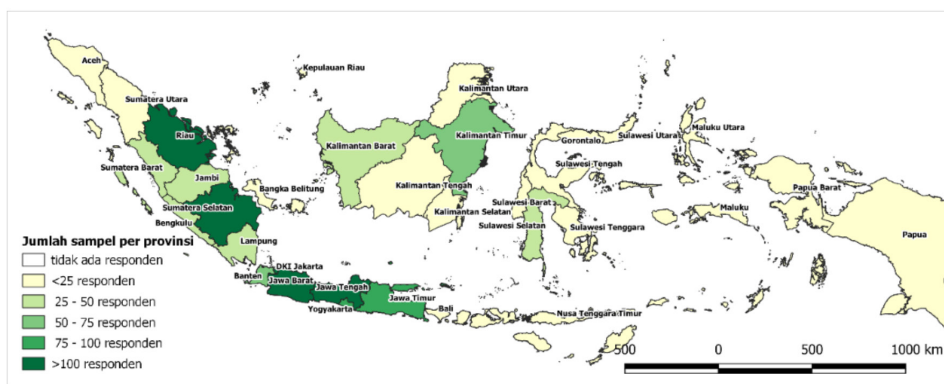 Aceh
Kepulauan Riau
Sumatera Utara
Kalimantan Utara
Riau
Kalimantan Timur
Kalimantan Barat
Gorontalo
Sulawesi Utara
Maluku Utara
Sumatera Barat
Jambi
Sulawesi Tengah
Bangka Belitung
Kalimantan Tengah
Papua Barat
Sumatera Selatan
Sulawesi Barat
Kalimantan Selatan
Maluku
Bengkulu
Sulawesi Selatan
Sulawesi Tenggara
Papua
Lampung
DKI Jakarta
Banten
Jawa Barat
Jawa Tengah
Jawa Timur
Yogyakarta
Bali
Nusa Tenggara Timur
Jumlah sampel per provinsi
tidak ada responden
<25 responden
25 - 50 responden
50 - 75 responden
75 - 100 responden
>100 responden
500 0 500 1000 km